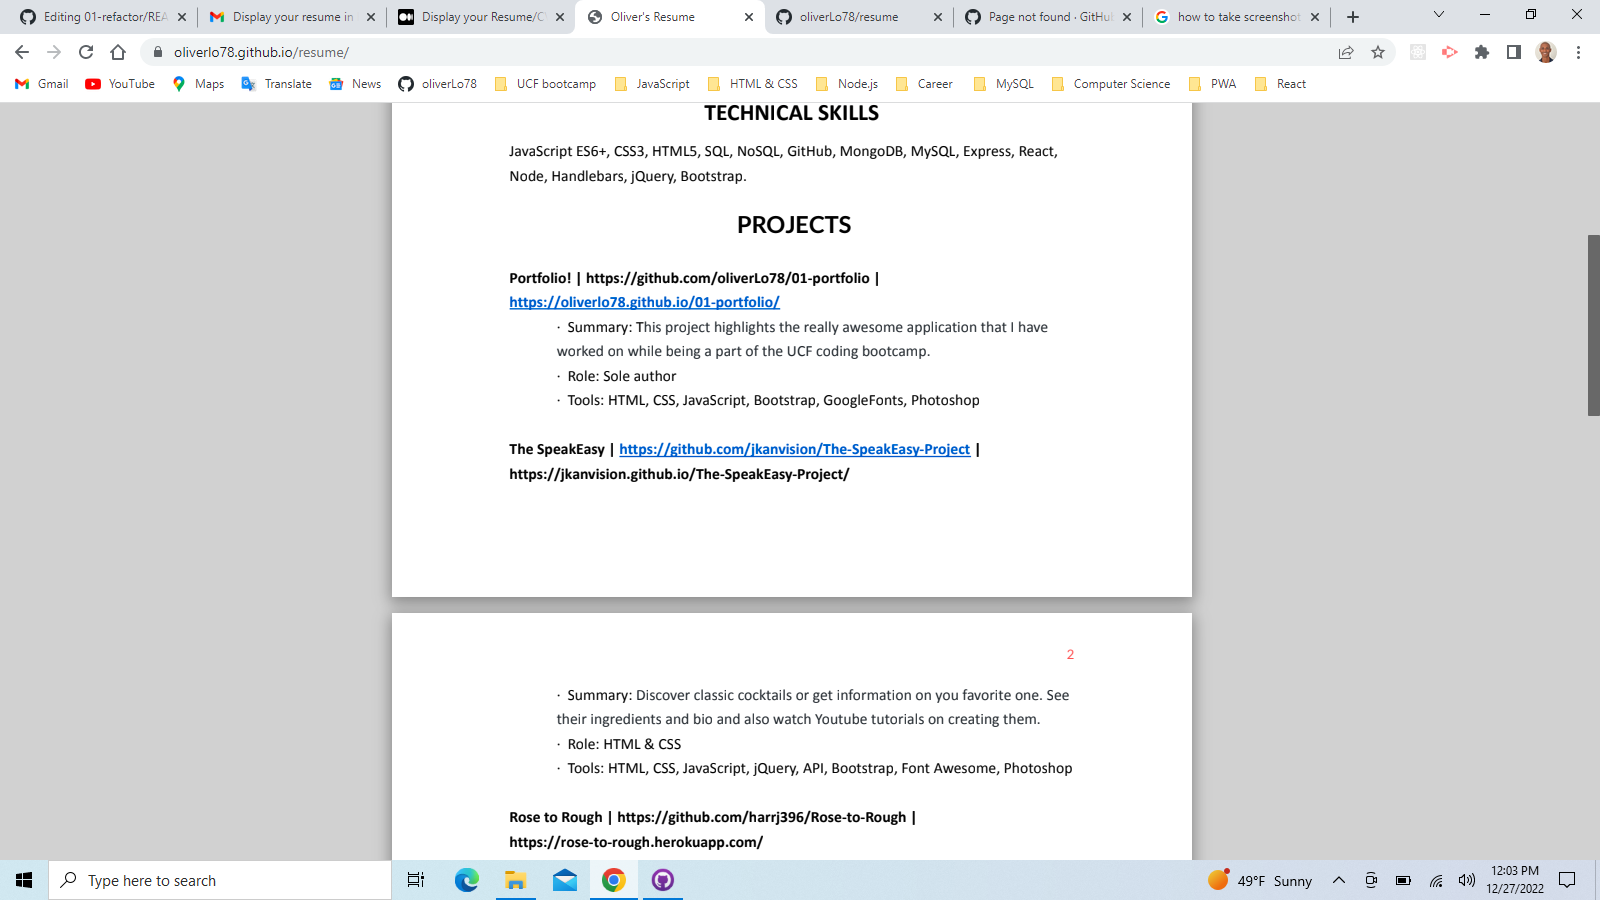 Editing 01-refactor/REA
Display your resume in
Display your Resume/C
Oliver's Resume
oliverLo78/resume
Page not found · GitHu
how to take screenshot
oliverlo78.github.io/resume/
Gmail
YouTube
Maps
Translate
News
oliverLo78
UCF bootcamp
JavaScript
HTML & CSS
Node.js
Career
MySQL
Computer Science
PWA
React
TECHNICAL SKILLS
JavaScript ES6+, CSS3, HTML5, SQL, NoSQL, GitHub, MongoDB, MySQL, Express, React,
Node, Handlebars, jQuery, Bootstrap.
PROJECTS
Portfolio! | https://github.com/oliverLo78/01-portfolio |
https://oliverlo78.github.io/01-portfolio/
· Summary: This project highlights the really awesome application that I have
worked on while being a part of the UCF coding bootcamp.
· Role: Sole author
· Tools: HTML, CSS, JavaScript, Bootstrap, GoogleFonts, Photoshop
The SpeakEasy | https://github.com/jkanvision/The-SpeakEasy-Project |
https://jkanvision.github.io/The-SpeakEasy-Project/
2
· Summary: Discover classic cocktails or get information on you favorite one. See
their ingredients and bio and also watch Youtube tutorials on creating them.
· Role: HTML & CSS
· Tools: HTML, CSS, JavaScript, jQuery, API, Bootstrap, Font Awesome, Photoshop
Rose to Rough | https://github.com/harrj396/Rose-to-Rough |
https://rose-to-rough.herokuapp.com/
Type here to search
49°F Sunny
12:03 PM
12/27/2022